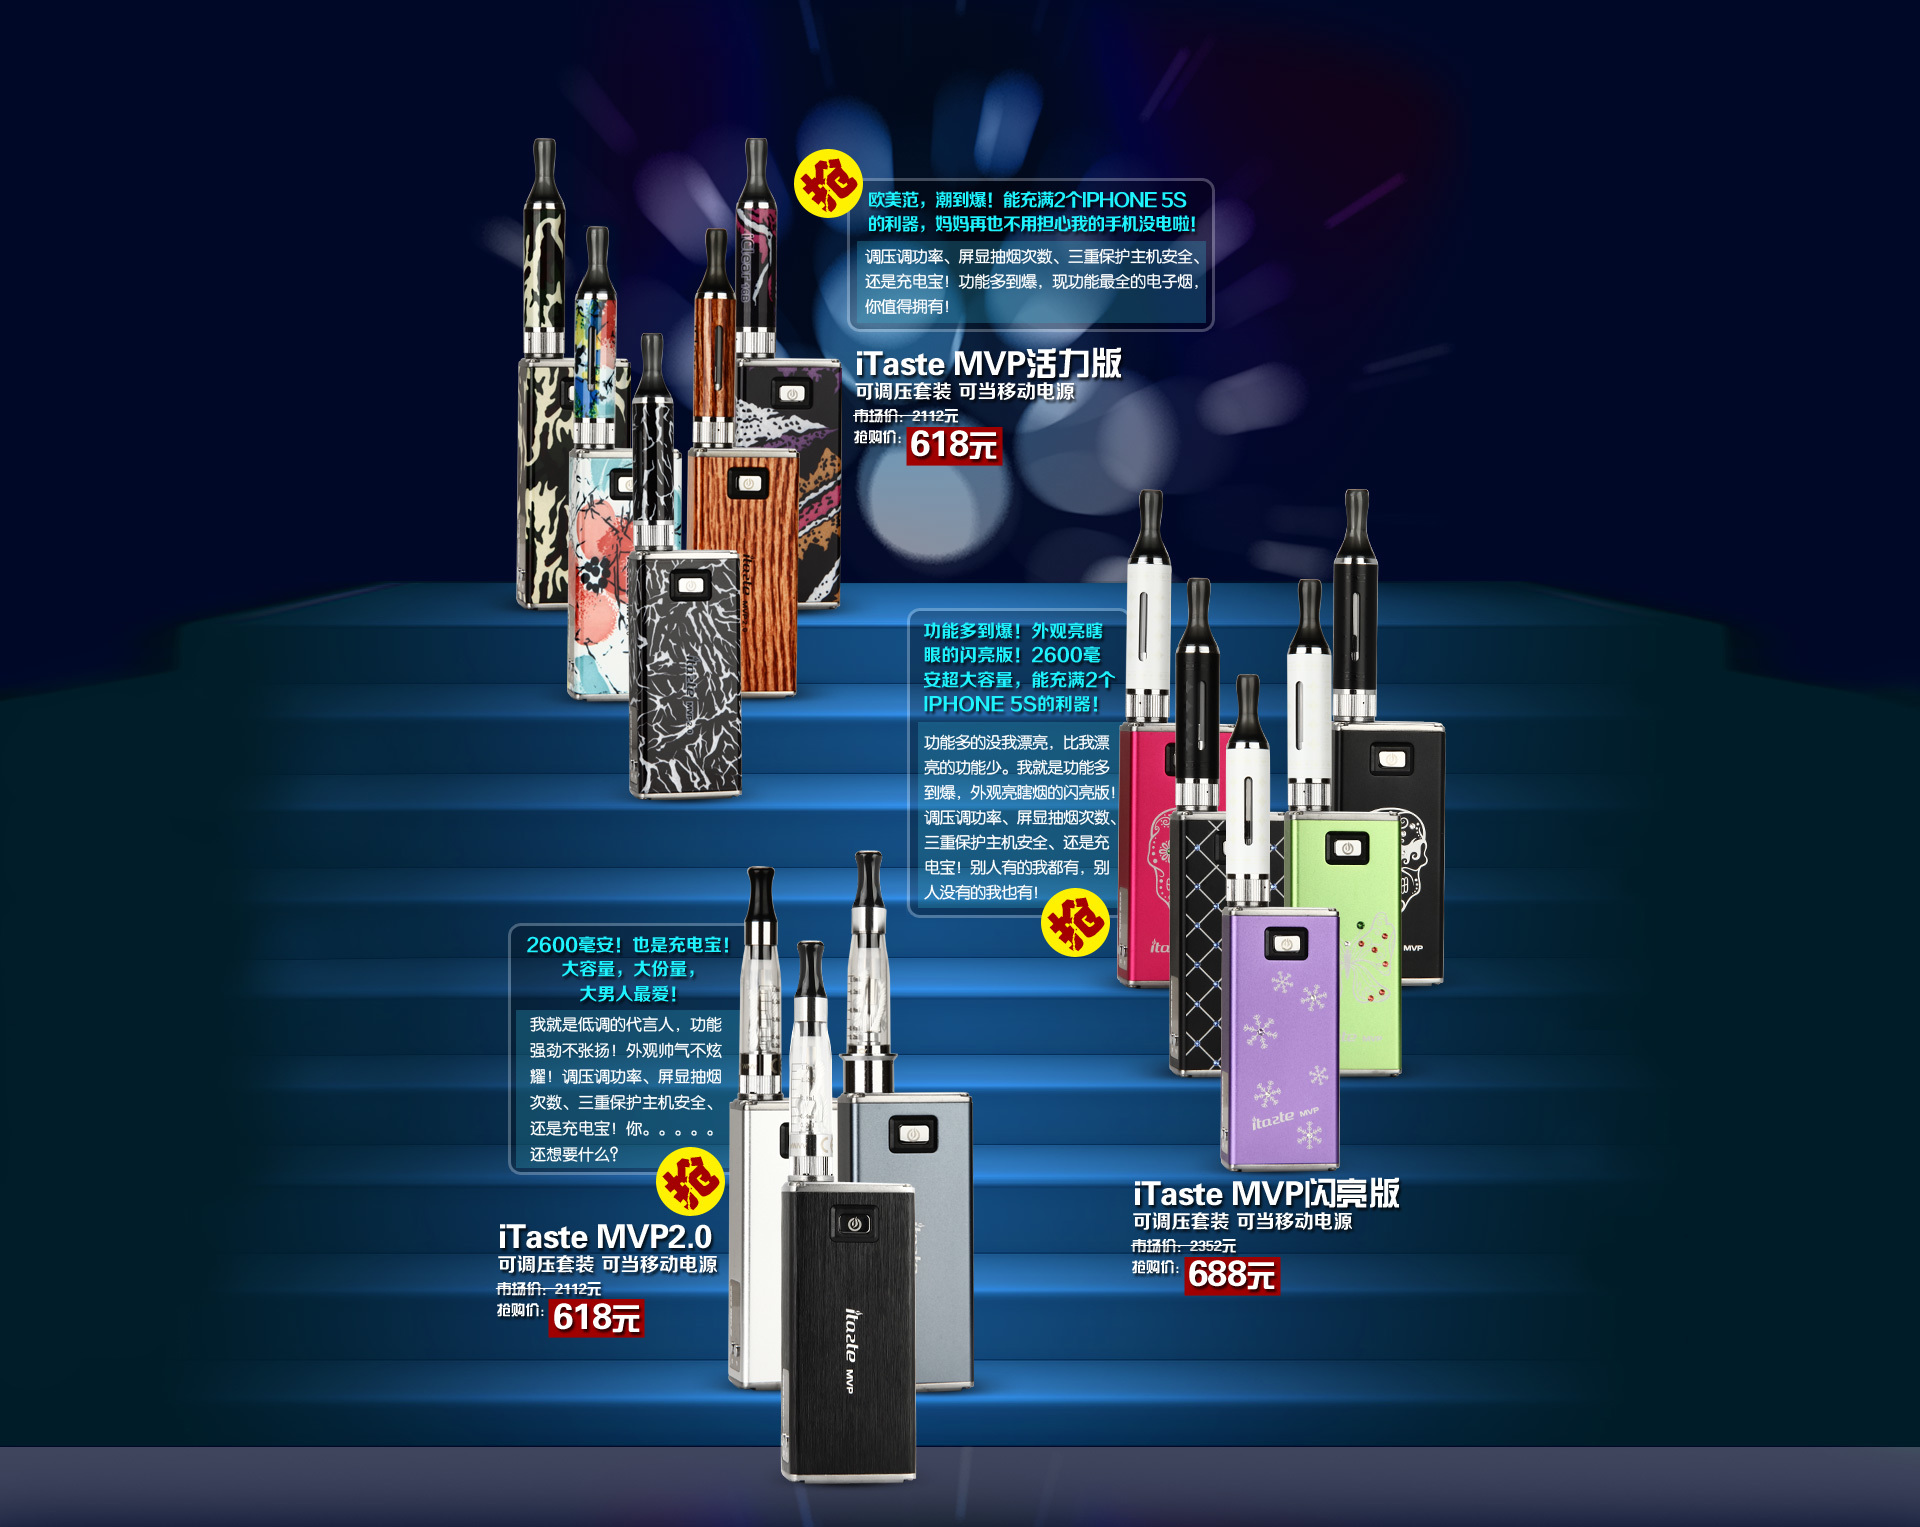 抢
欧美范，潮到爆！能充满2个IPHONE 5S
的利器，妈妈再也不用担心我的手机没电啦！
调压调功率、屏显抽烟次数、三重保护主机安全、
还是充电宝！功能多到爆，现功能最全的电子烟，
你值得拥有！
iTaste MVP活力版
可调压套装 可当移动电源
市场价：2112元
抢购价：618元
iClear
itaste MVP
itaste MVP2.0
功能多到爆！外观亮瞎
眼的闪亮版！2600毫
安超大容量，能充满2个
IPHONE 5S的利器！
功能多的没我漂亮，比我漂
亮的功能少。我就是功能多
到爆，外观亮瞎烟的闪亮版！
调压调功率、屏显抽烟次数、
三重保护主机安全、还是充
电宝！别人有的我都有，别
人没有的我也有！
抢
ita
MVP
itaste MVP
iTaste MVP闪亮版
可调压套装 可当移动电源
市场价：2352元
抢购价：688元
2600毫安！也是充电宝！
大容量，大份量，
大男人最爱！
我就是低调的代言人，功能
强劲不张扬！外观帅气不炫
耀！调压调功率、屏显抽烟
次数、三重保护主机安全、
还是充电宝！你。。。。。
还想要什么？
抢
iTaste MVP2.0
可调压套装 可当移动电源
市场价：2112元
抢购价：618元
itaste MVP